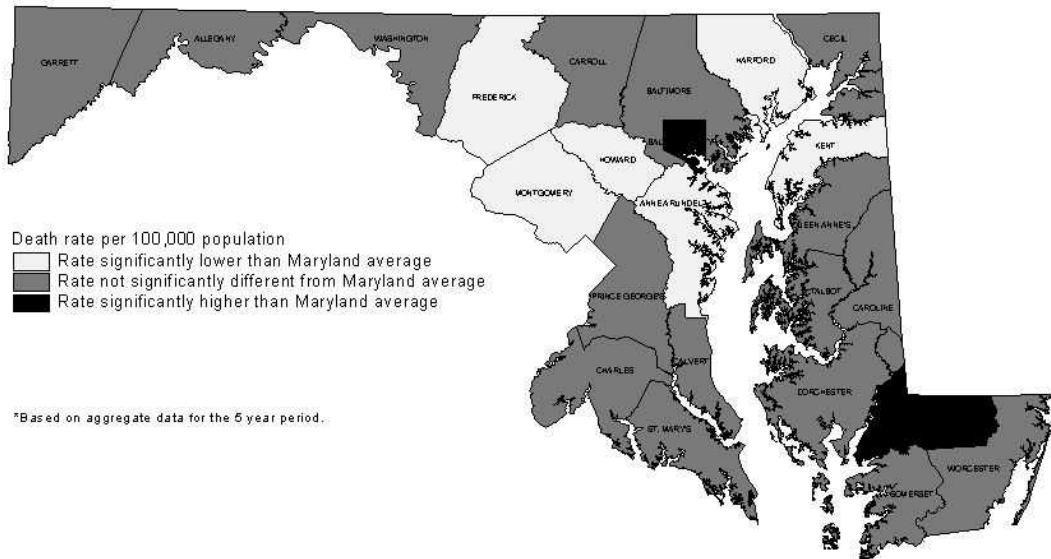 GARRETT
ALLEGANY
WASHINGTON
FREDERICK
CARROLL
BALTIMORE
HARFORD
CECIL
KENT
HOWARD
MONTGOMERY
ANNE ARUNDEL
QUEEN ANNE'S
TALBOT
CAROLINE
PRINCE GEORGE'S
CALVERT
CHARLES
ST. MARY'S
DORCHESTER
WORCESTER
SOMERSET
Death rate per 100,000 population
Rate significantly lower than Maryland average
Rate not significantly different from Maryland average
Rate significantly higher than Maryland average
*Based on aggregate data for the 5 year period.